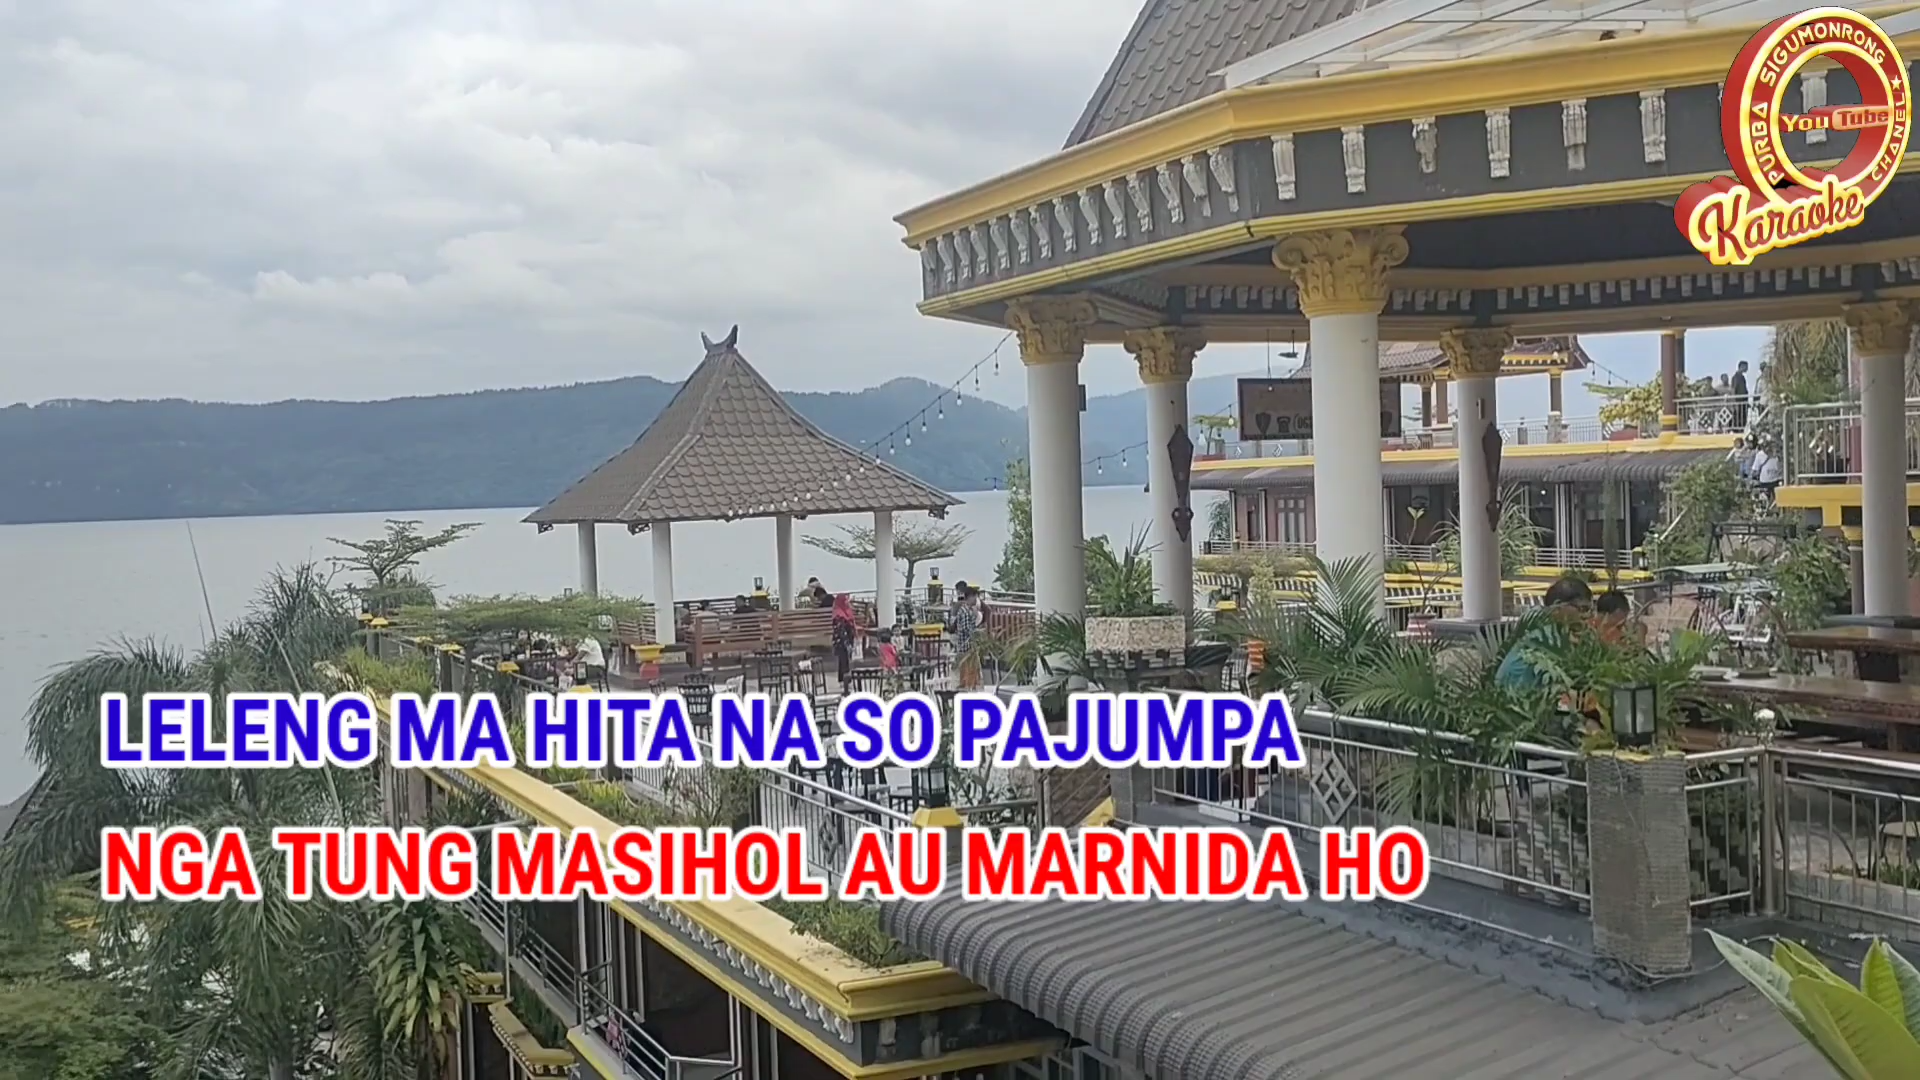 PURBA SIGUMONRONG CHANEL
YouTube
Karaoke
LELENG MA HITA NA SO PAJUMPA
NGA TUNG MASIHOL AU MARNIDA HO